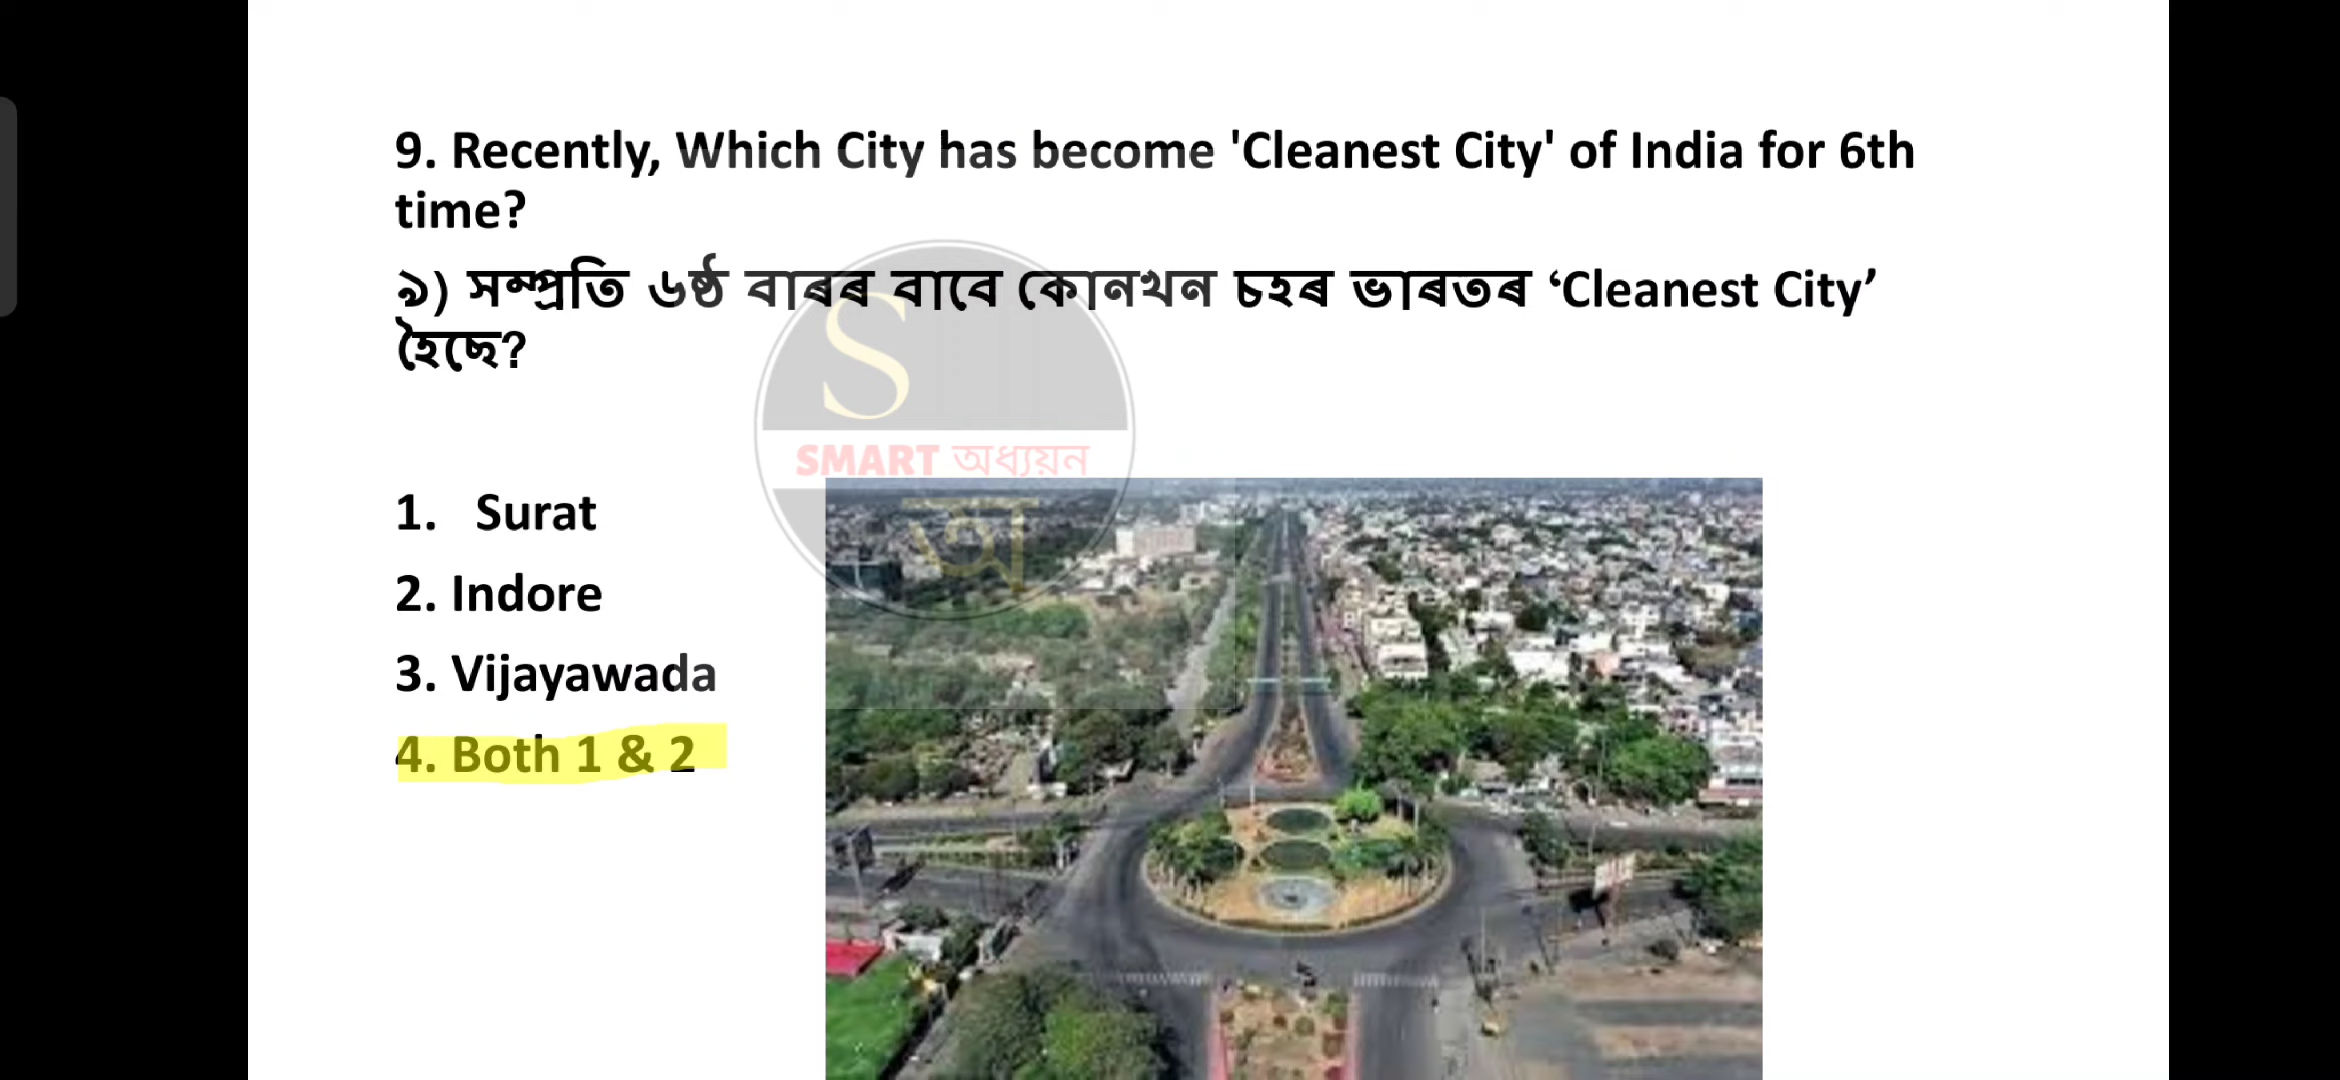 9. Recently, Which City has become 'Cleanest City' of India for 6th
time?
৯) সম্প্ৰতি ৬ষ্ঠ বাৰৰ বাবে কোনখন চহৰ ভাৰতৰ ‘Cleanest City’
হৈছে?
S
SMART অধ্যয়ন
অ
1. Surat
2. Indore
3. Vijayawada
4. Both 1 & 2